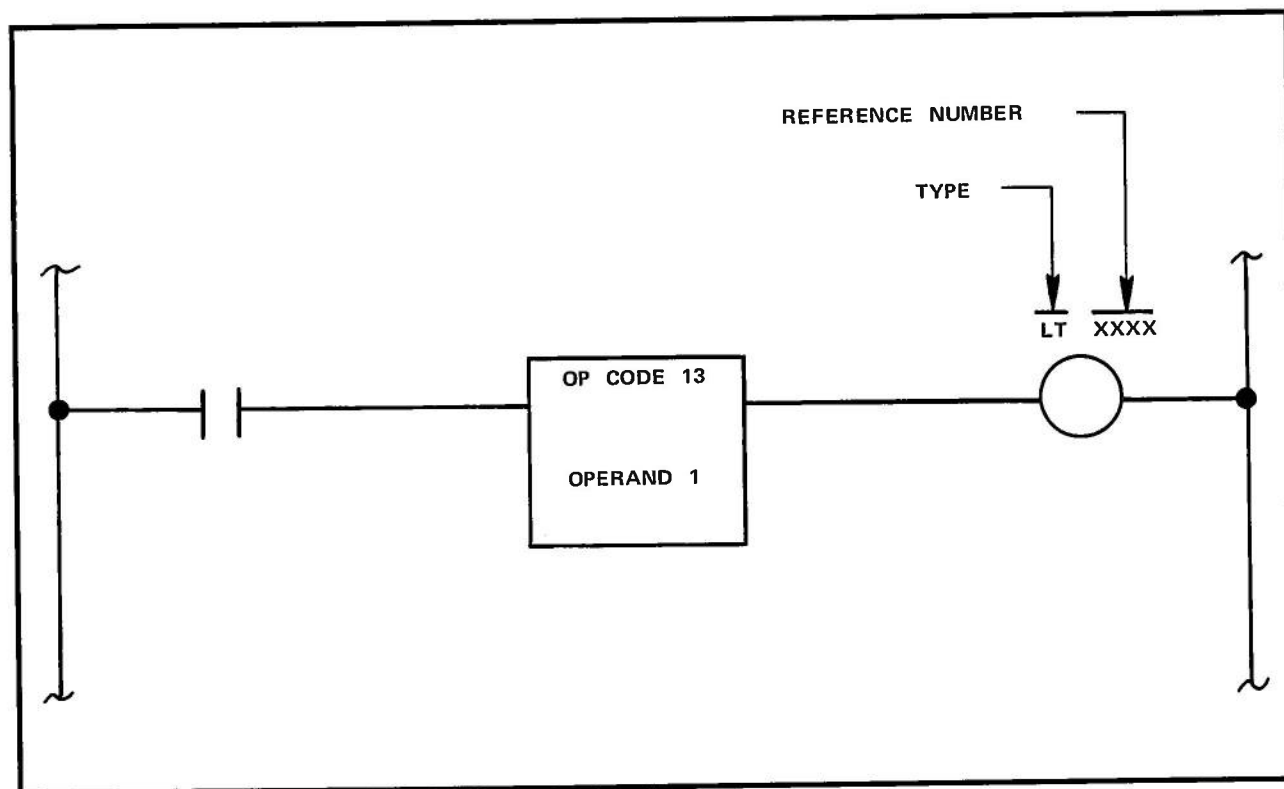 REFERENCE NUMBER
TYPE
LT XXXX
OP CODE 13
OPERAND 1